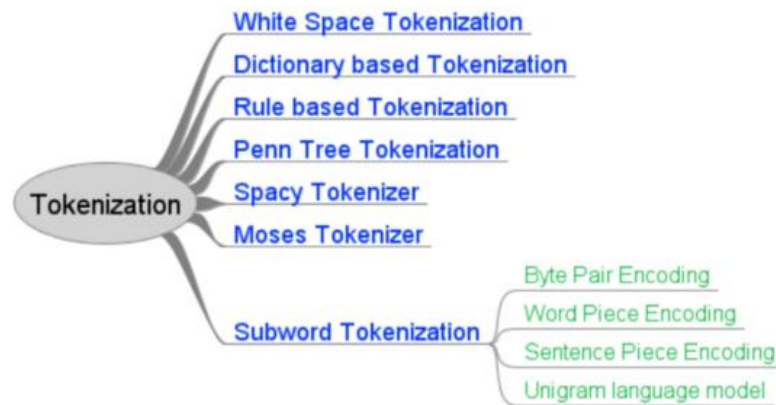 White Space Tokenization
Dictionary based Tokenization
Rule based Tokenization
Penn Tree Tokenization
Tokenization
Spacy Tokenizer
Moses Tokenizer
Subword Tokenization
Byte Pair Encoding
Word Piece Encoding
Sentence Piece Encoding
Unigram language model